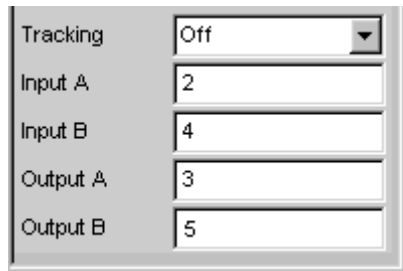 Tracking Off
Input A 2
Input B 4
Output A 3
Output B 5